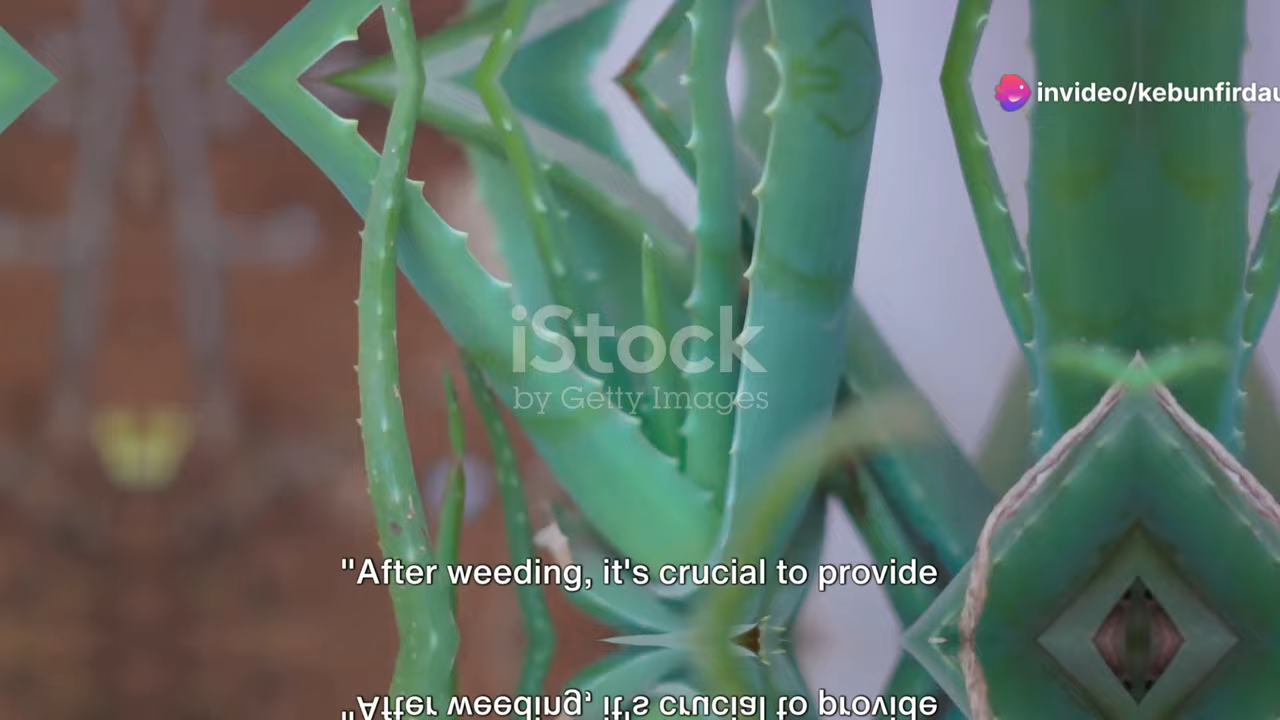 invideo/kebunfirdau
iStock
by Getty Images
"After weeding, it's crucial to provide
"After weeding, it's crucial to provide